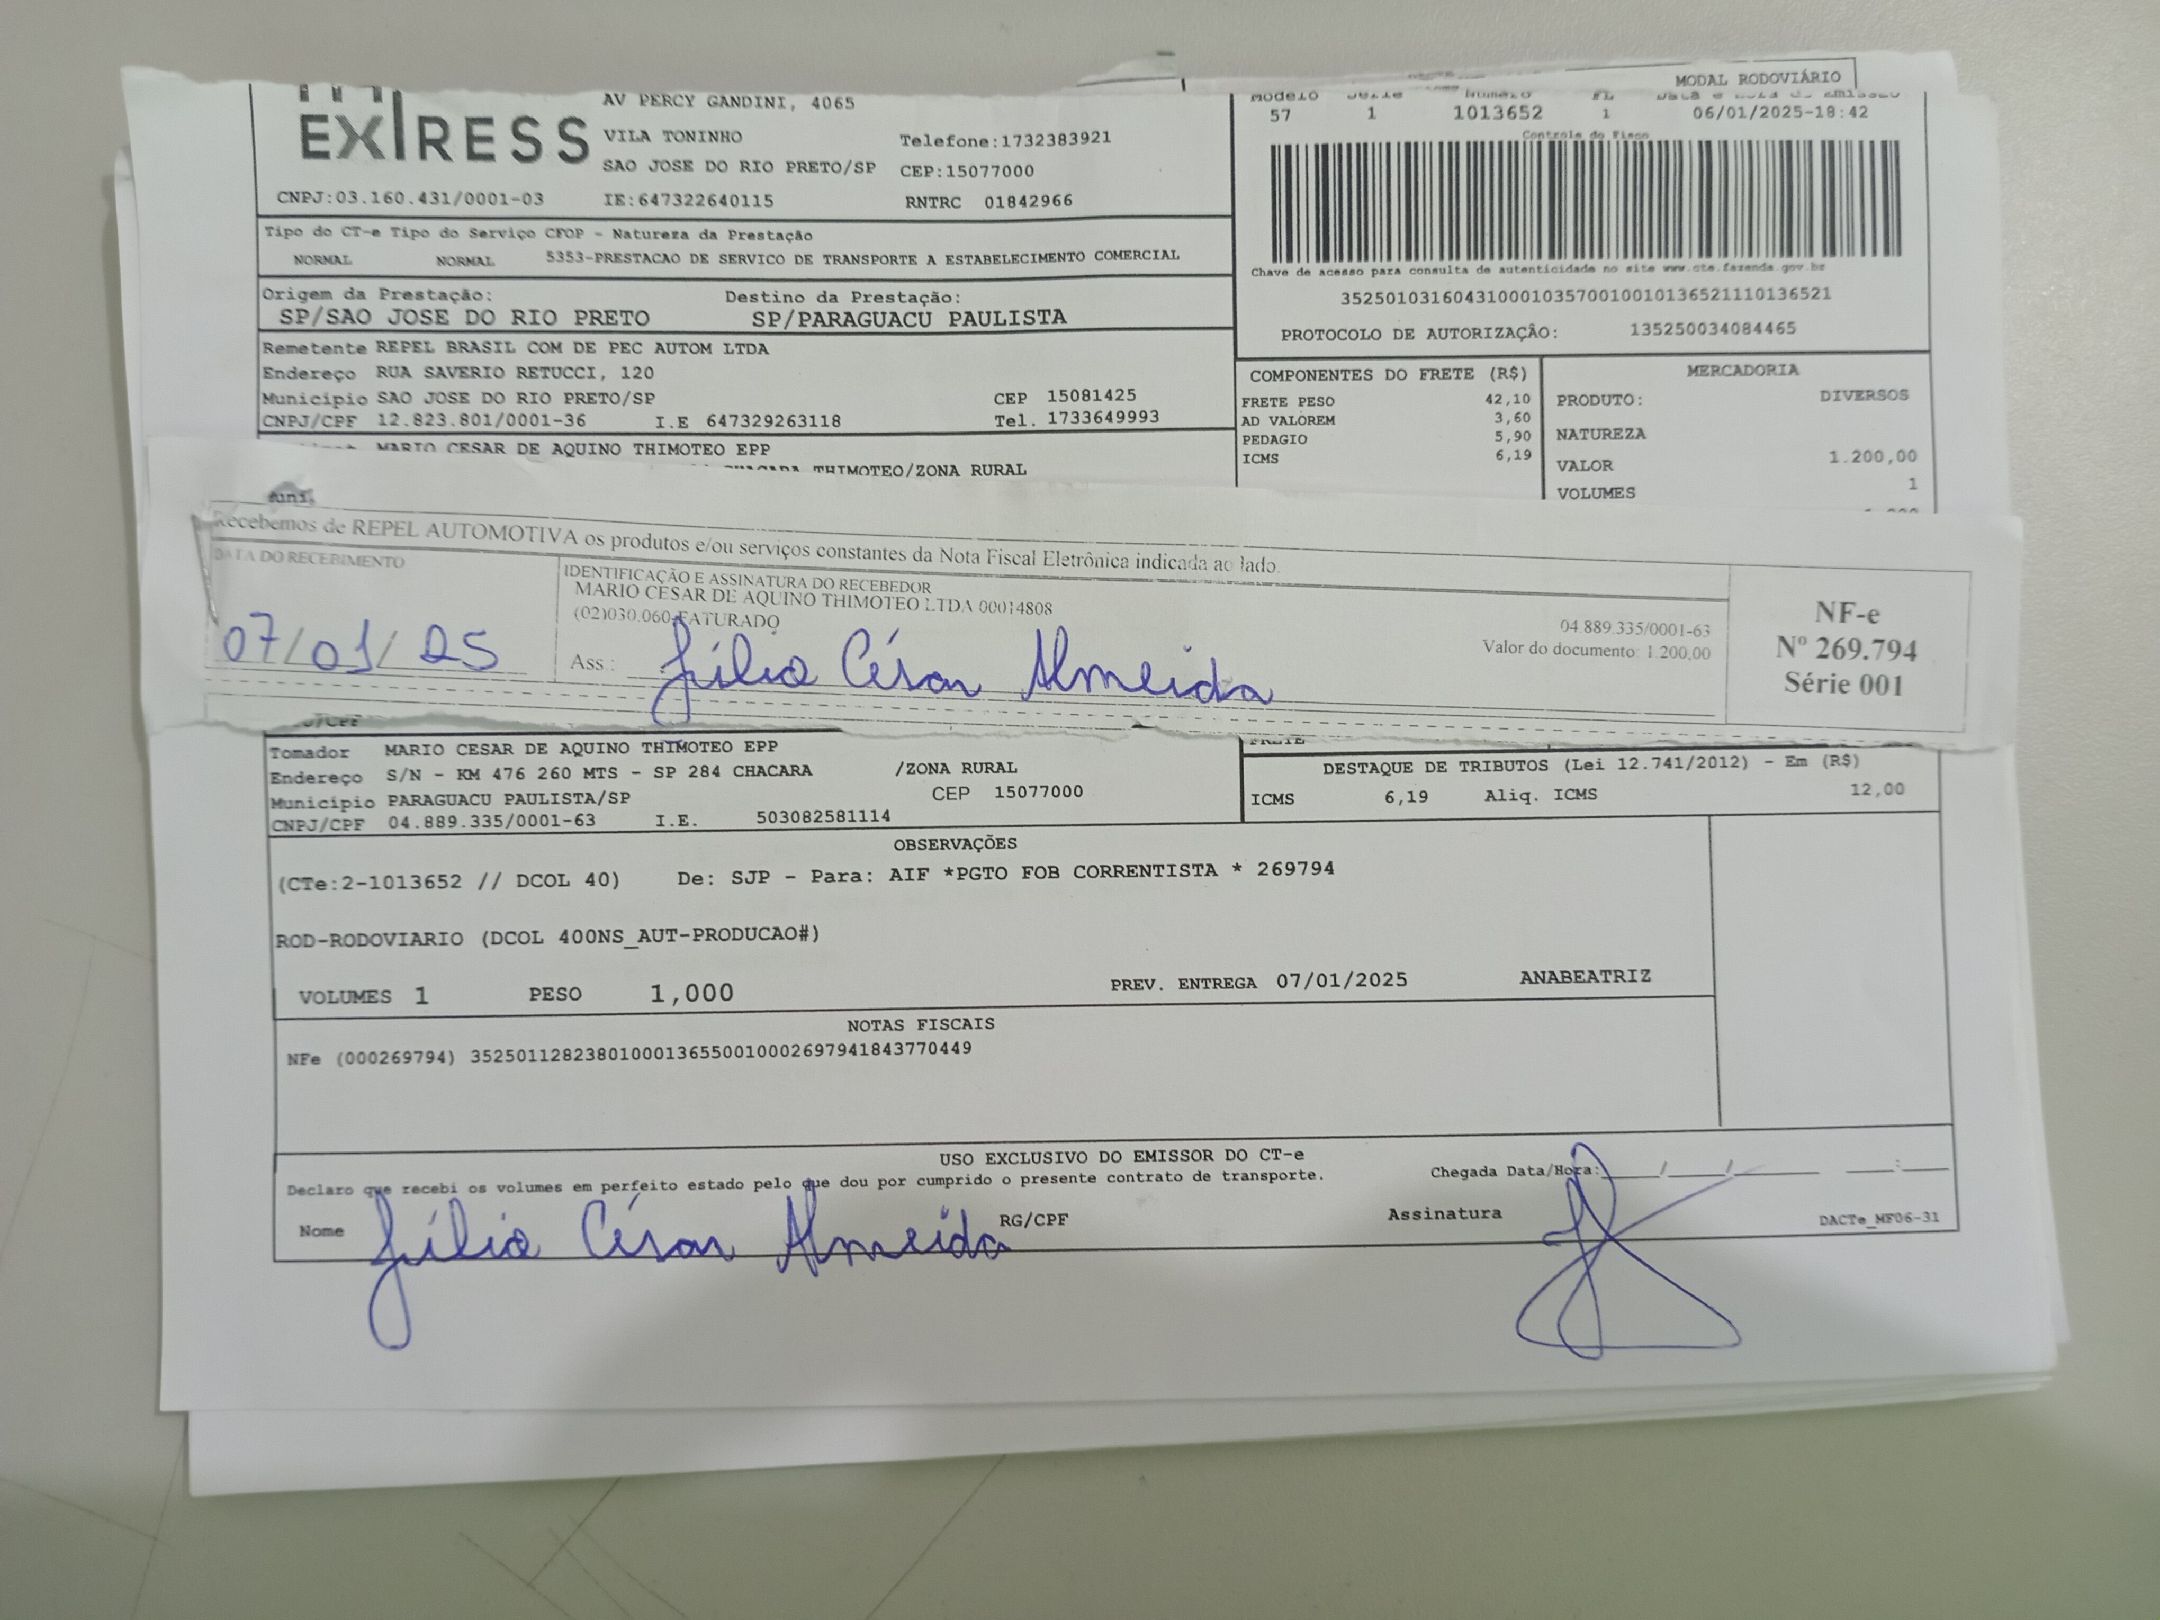 EXPRESS
AV PERCY GANDINI, 4065
VILA TONINHO
Telefone:1732383921
SAO JOSE DO RIO PRETO/SP
CEP:15077000
CNPJ:03.160.431/0001-03
IE:647322640115
RNTRC 01842966
MODAL RODOVIÁRIO
Modelo Número FL
57 1 1013652 1 06/01/2025-18:42
Controle do Fisco
Chave de acesso para consulta de autenticidade no site www.cte.fazenda.gov.br
35250103160431000103570010010136521110136521
PROTOCOLO DE AUTORIZAÇÃO: 135250034084465
Tipo do CT-e Tipo do Serviço CFOP - Natureza da Prestação
NORMAL NORMAL 5353-PRESTACAO DE SERVICO DE TRANSPORTE A ESTABELECIMENTO COMERCIAL
Origem da Prestação: Destino da Prestação:
SP/SAO JOSE DO RIO PRETO SP/PARAGUACU PAULISTA
Remetente REPEL BRASIL COM DE PEC AUTOM LTDA
Endereço RUA SAVERIO RETUCCI, 120
Município SAO JOSE DO RIO PRETO/SP CEP 15081425
CNPJ/CPF 12.823.801/0001-36 I.E 647329263118 Tel. 1733649993
MARIO CESAR DE AQUINO THIMOTEO EPP
THIMOTEO/ZONA RURAL
COMPONENTES DO FRETE (R$)
FRETE PESO 42,10
AD VALOREM 3,60
PEDAGIO 5,90
ICMS 6,19
MERCADORIA
PRODUTO: DIVERSOS
NATUREZA
VALOR 1.200,00
VOLUMES 1
Recebemos de REPEL AUTOMOTIVA os produtos e/ou serviços constantes da Nota Fiscal Eletrônica indicada ao lado.
DATA DO RECEBIMENTO
07/01/25
IDENTIFICAÇÃO E ASSINATURA DO RECEBEDOR
MARIO CESAR DE AQUINO THIMOTEO LTDA 00014808
(02)030.060-FATURADO
04.889.335/0001-63
Valor do documento: 1.200,00
Ass.: Júlio César Almeida
NF-e
Nº 269.794
Série 001
Tomador MARIO CESAR DE AQUINO THIMOTEO EPP
Endereço S/N - KM 476 260 MTS - SP 284 CHACARA /ZONA RURAL
Município PARAGUACU PAULISTA/SP CEP 15077000
CNPJ/CPF 04.889.335/0001-63 I.E. 503082581114
FRETE
DESTAQUE DE TRIBUTOS (Lei 12.741/2012) - Em (R$)
ICMS 6,19 Aliq. ICMS 12,00
OBSERVAÇÕES
(CTe:2-1013652 // DCOL 40) De: SJP - Para: AIF *PGTO FOB CORRENTISTA * 269794
ROD-RODOVIARIO (DCOL 400NS_AUT-PRODUCAO#)
VOLUMES 1 PESO 1,000 PREV. ENTREGA 07/01/2025 ANABEATRIZ
NOTAS FISCAIS
NFe (000269794) 35250112823801000136550010002697941843770449
USO EXCLUSIVO DO EMISSOR DO CT-e
Declaro que recebi os volumes em perfeito estado pelo que dou por cumprido o presente contrato de transporte.
Chegada Data/Hora: / / :
Nome Júlio César Almeida RG/CPF Assinatura
DACTe_MF06-31